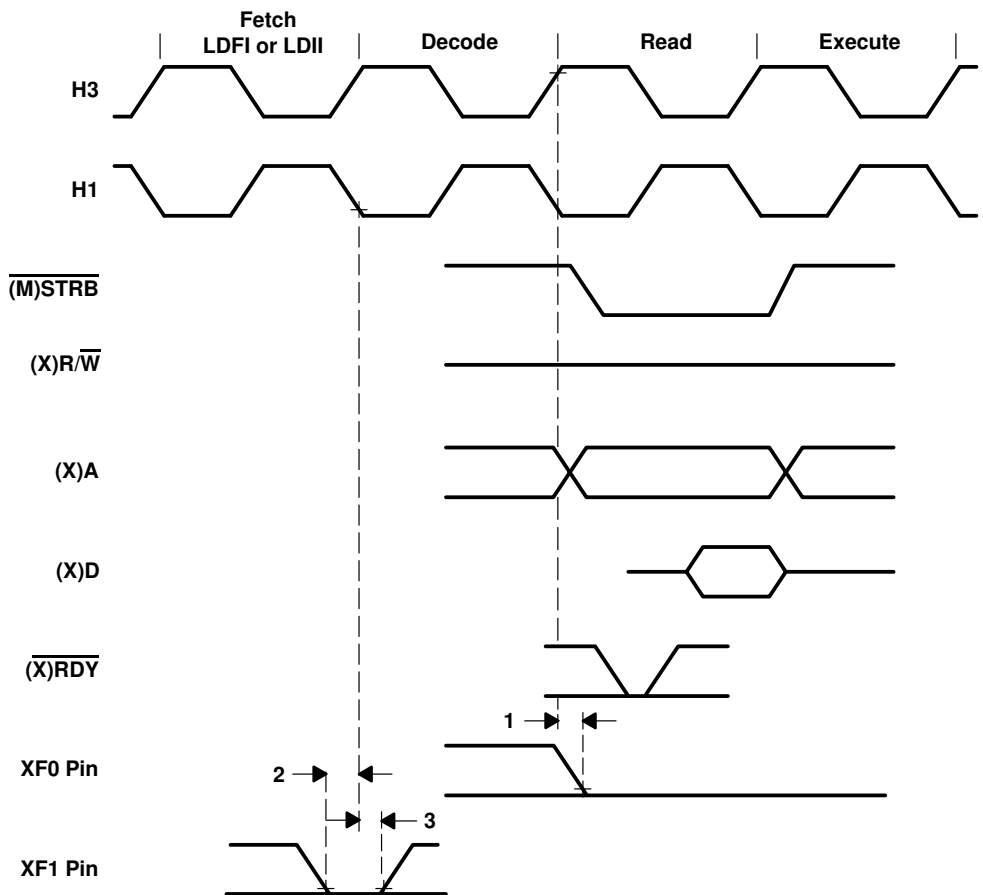 Fetch
LDFI or LDII
Decode
Read
Execute
H3
H1
(M)STRB
(X)R/W
(X)A
(X)D
(X)RDY
1
XF0 Pin
2
3
XF1 Pin